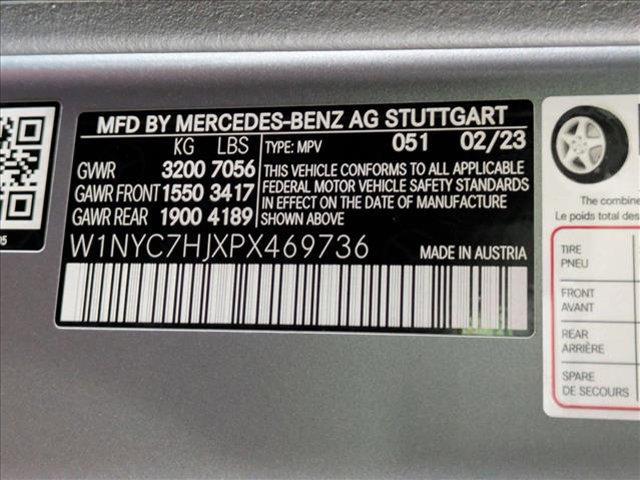 MFD BY MERCEDES-BENZ AG STUTTGART
KG LBS
GWWR 3200 7056
GAWR FRONT 1550 3417
GAWR REAR 1900 4189
TYPE: MPV 051 02/23
THIS VEHICLE CONFORMS TO ALL APPLICABLE
FEDERAL MOTOR VEHICLE SAFETY STANDARDS
IN EFFECT ON THE DATE OF MANUFACTURE
SHOWN ABOVE
W1NYC7HJXPX469736
MADE IN AUSTRIA
The combine
Le poids total des
TIRE
PNEU
FRONT
AVANT
REAR
ARRIÈRE
SPARE
DE SECOURS